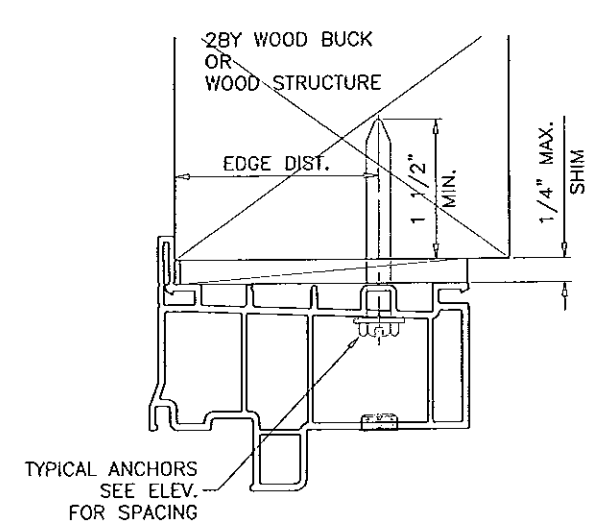 2BY WOOD BUCK
OR
WOOD STRUCTURE
EDGE DIST.
1 1/2"
MIN.
1/4" MAX.
SHIM
TYPICAL ANCHORS
SEE ELEV.
FOR SPACING